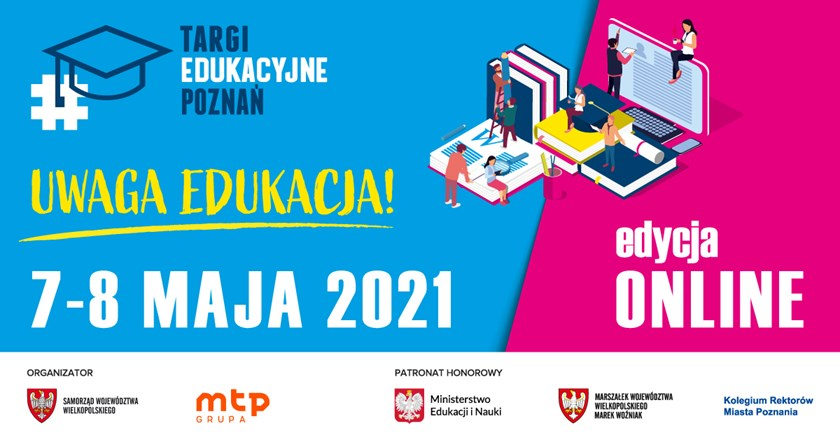 TARGI
EDUKACYJNE
POZNAŃ
#
UWAGA EDUKACJA!
7-8 MAJA 2021
edycja
ONLINE
W
ORGANIZATOR
SAMORZĄD WOJEWÓDZTWA
WIELKOPOLSKIEGO
mtp
GRUPA
PATRONAT HONOROWY
Ministerstwo
Edukacji i Nauki
MARSZAŁEK WOJEWÓDZTWA
WIELKOPOLSKIEGO
MAREK WOŹNIAK
Kolegium Rektorów
Miasta Poznania